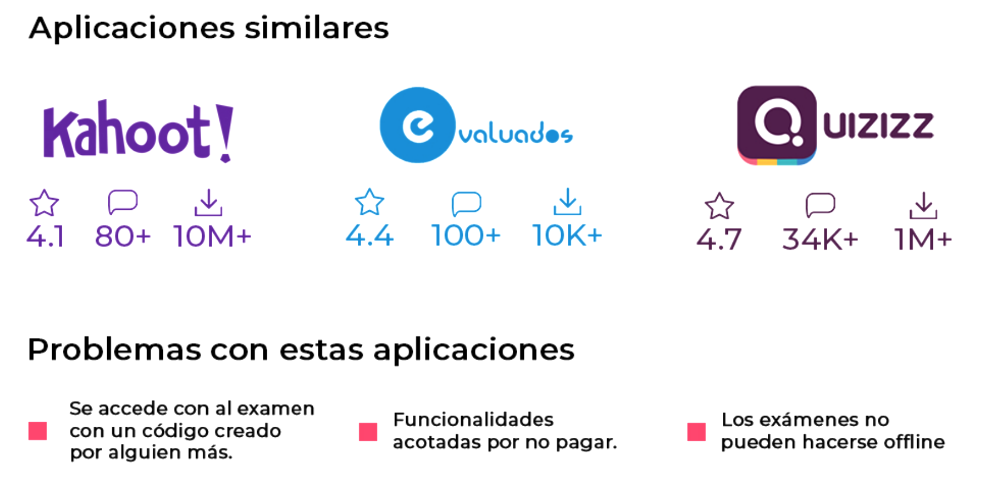 Aplicaciones similares
Kahoot!
evaluados
QUIZIZZ
4.1 80+ 10M+
4.4 100+ 10K+
4.7 34K+ 1M+
Problemas con estas aplicaciones
Se accede con al examen
con un código creado
por alguien más.
Funcionalidades
acotadas por no pagar.
Los exámenes no
pueden hacerse offline